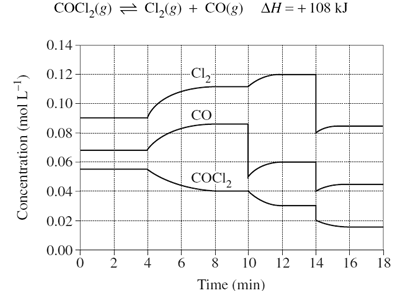 COCl₂(g) ⇌ Cl₂(g) + CO(g) ΔH = + 108 kJ
0.14
0.12
0.10
0.08
0.06
0.04
0.02
0.00
Concentration (mol L⁻¹)
Cl₂
CO
COCl₂
0 2 4 6 8 10 12 14 16 18
Time (min)